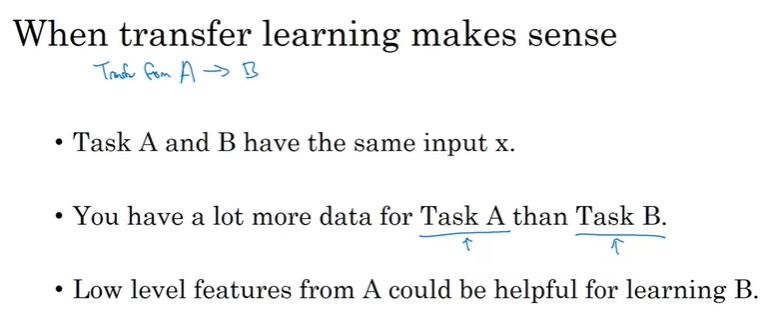 When transfer learning makes sense
Transfer from A → B
• Task A and B have the same input x.
• You have a lot more data for Task A than Task B.
• Low level features from A could be helpful for learning B.